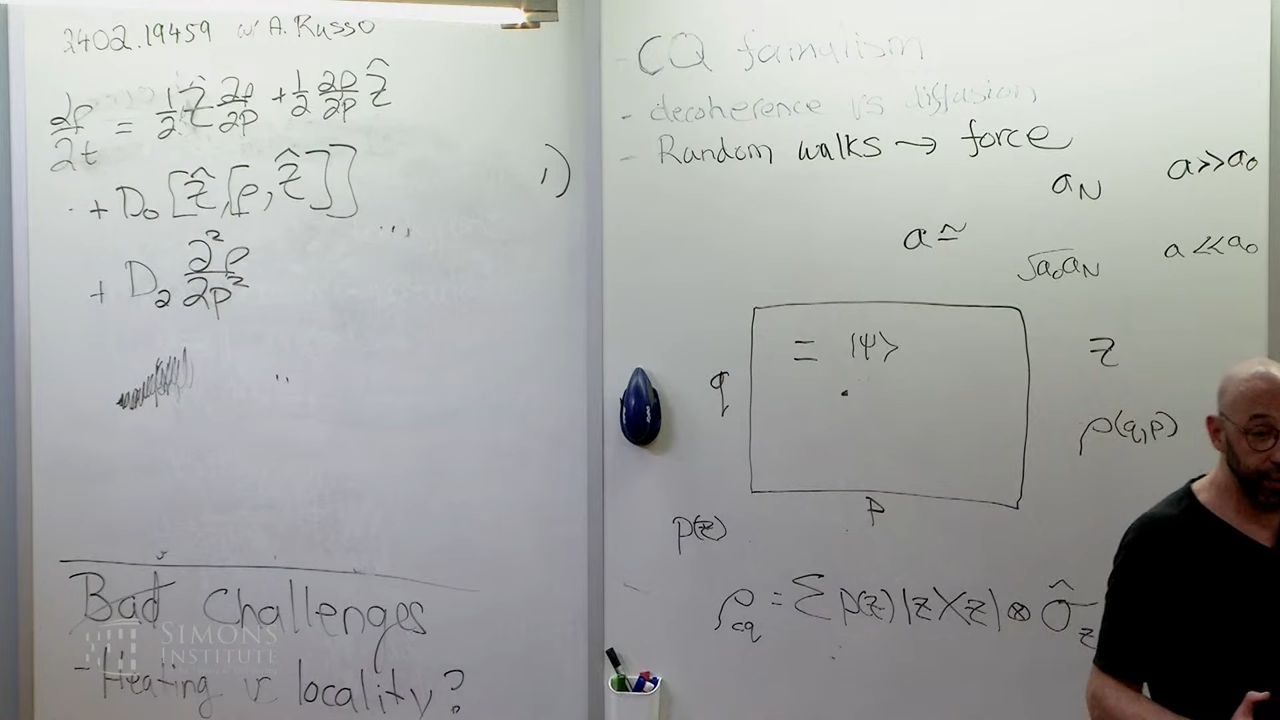 2402.19459 w/ A. Russo
∂ρ/∂t = 1/2 Ẑ ∂ρ/∂p + 1/2 ∂ρ/∂p Ẑ
+ D₀ [Ẑ,[ρ,Ẑ]] ...
+ D₂ ∂²ρ/∂p²
Bad Challenges
- Heating vs locality?
SIMONS
INSTITUTE
- CQ formalism
- decoherence vs diffusion
- Random walks → force
1)
a ≃
a_N a>>a₀
√a₀a_N a<<a₀
= |ψ>
q
p
z
ρ(q,p)
p(z)
ρ_cq = Σ p(z)|z><z| ⊗ σ̂_z